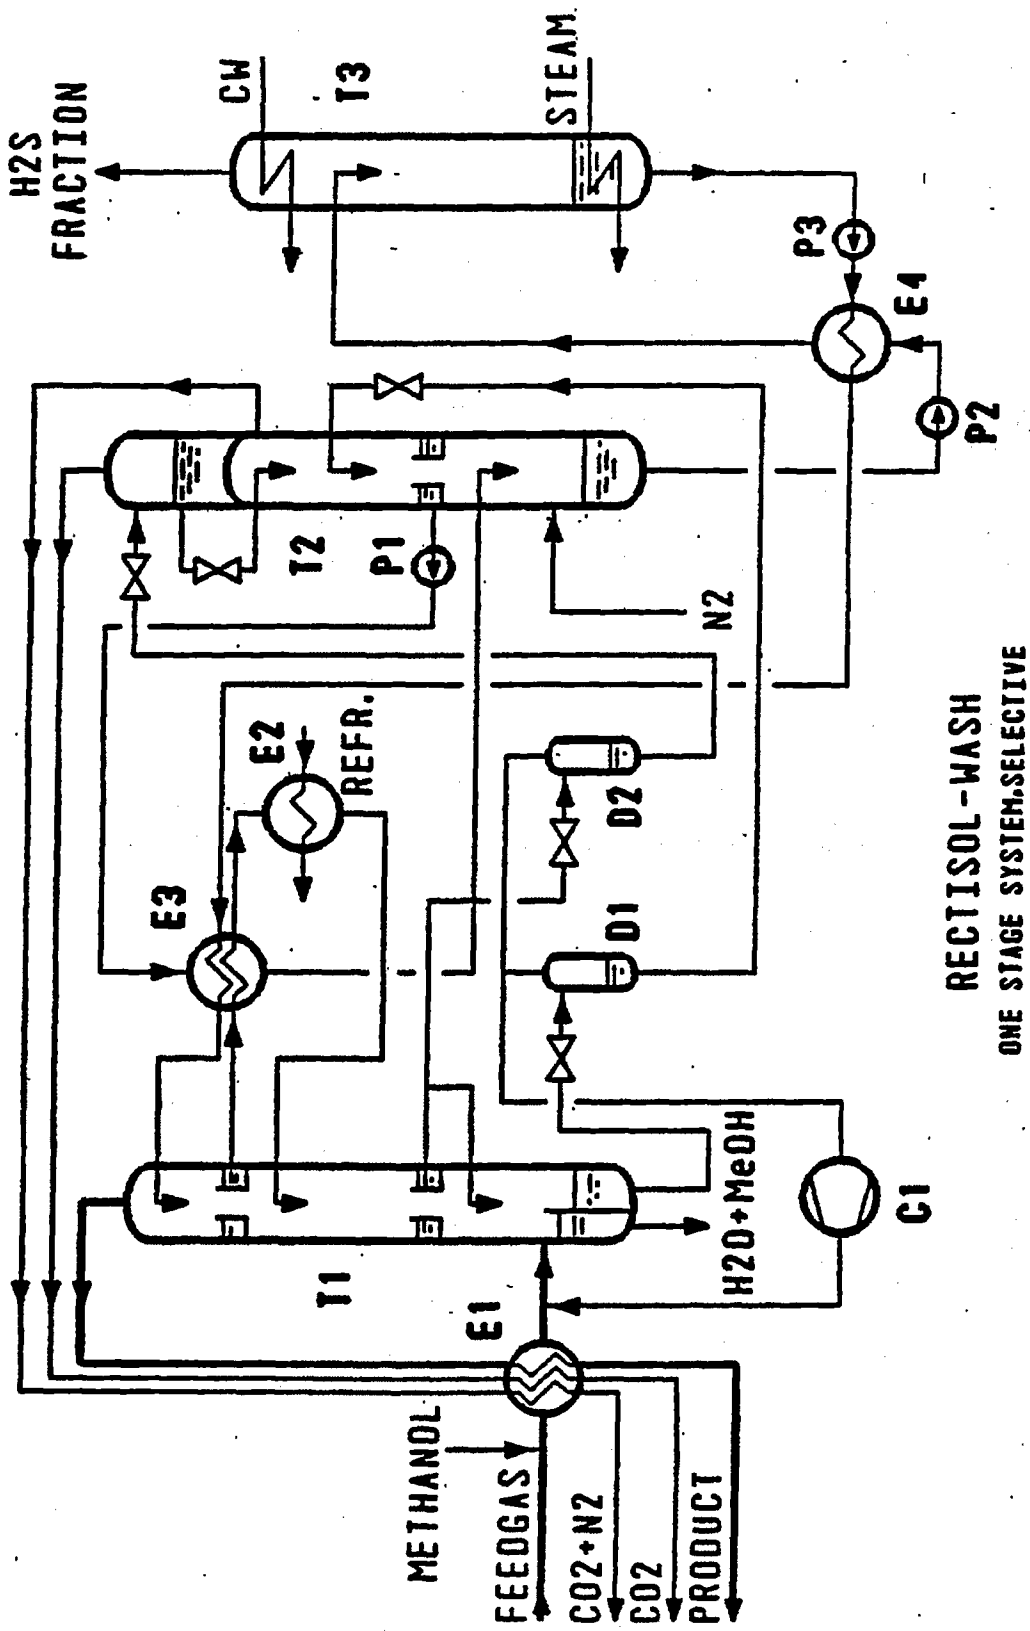 H2S
FRACTION
CW
T3
STEAM
P3
E4
P2
T2
P1
N2
E2
REFR.
E3
D2
D1
T1
E1
H2O+MeOH
C1
METHANOL
FEEDGAS
CO2+N2
CO2
PRODUCT
RECTISOL-WASH
ONE STAGE SYSTEM,SELECTIVE